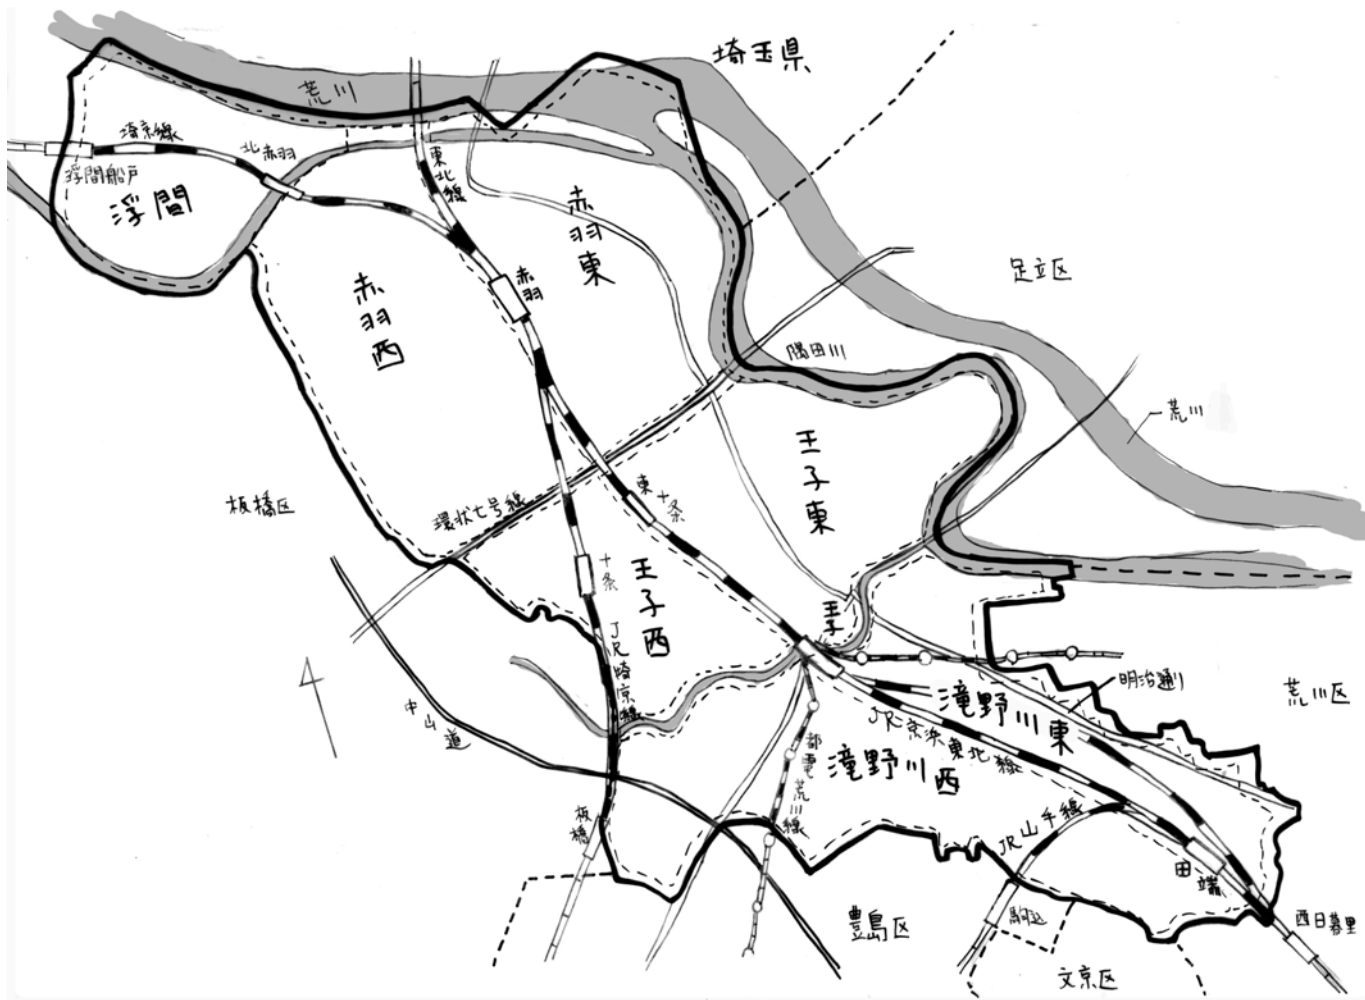 埼玉県
荒川
埼京線
北赤羽
東北線
浮間船戸
浮間
赤羽東
赤羽
赤羽西
足立区
隅田川
荒川
王子東
板橋区
環状七号線
東十条
十条
王子西
王子
JR埼京線
中山道
明治通り
荒川区
滝野川東
JR京浜東北線
滝野川西
都電荒川線
板橋
JR山手線
田端
駒込
豊島区
西日暮里
文京区